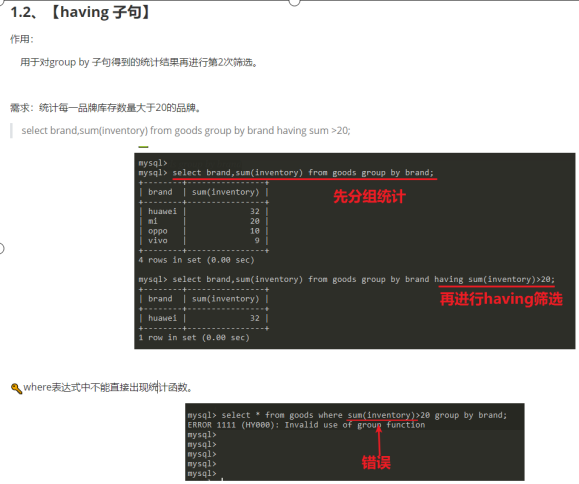 1.2、【having 子句】
作用：
用于对group by 子句得到的统计结果再进行第2次筛选。
需求：统计每一品牌库存数量大于20的品牌。
select brand,sum(inventory) from goods group by brand having sum >20;
mysql>
mysql> select brand,sum(inventory) from goods group by brand;
+--------+----------------+
| brand | sum(inventory) |
+--------+----------------+
先分组统计
| huawei | 32 |
| mi | 20 |
| oppo | 10 |
| vivo | 9 |
+--------+----------------+
4 rows in set (0.00 sec)
mysql> select brand,sum(inventory) from goods group by brand having sum(inventory)>20;
+--------+----------------+
| brand | sum(inventory) |
+--------+----------------+
再进行having筛选
| huawei | 32 |
+--------+----------------+
1 row in set (0.00 sec)
where表达式中不能直接出现统计函数。
mysql> select * from goods where sum(inventory)>20 group by brand;
ERROR 1111 (HY000): Invalid use of group function
mysql>
mysql>
mysql>
错误
mysql>
mysql>